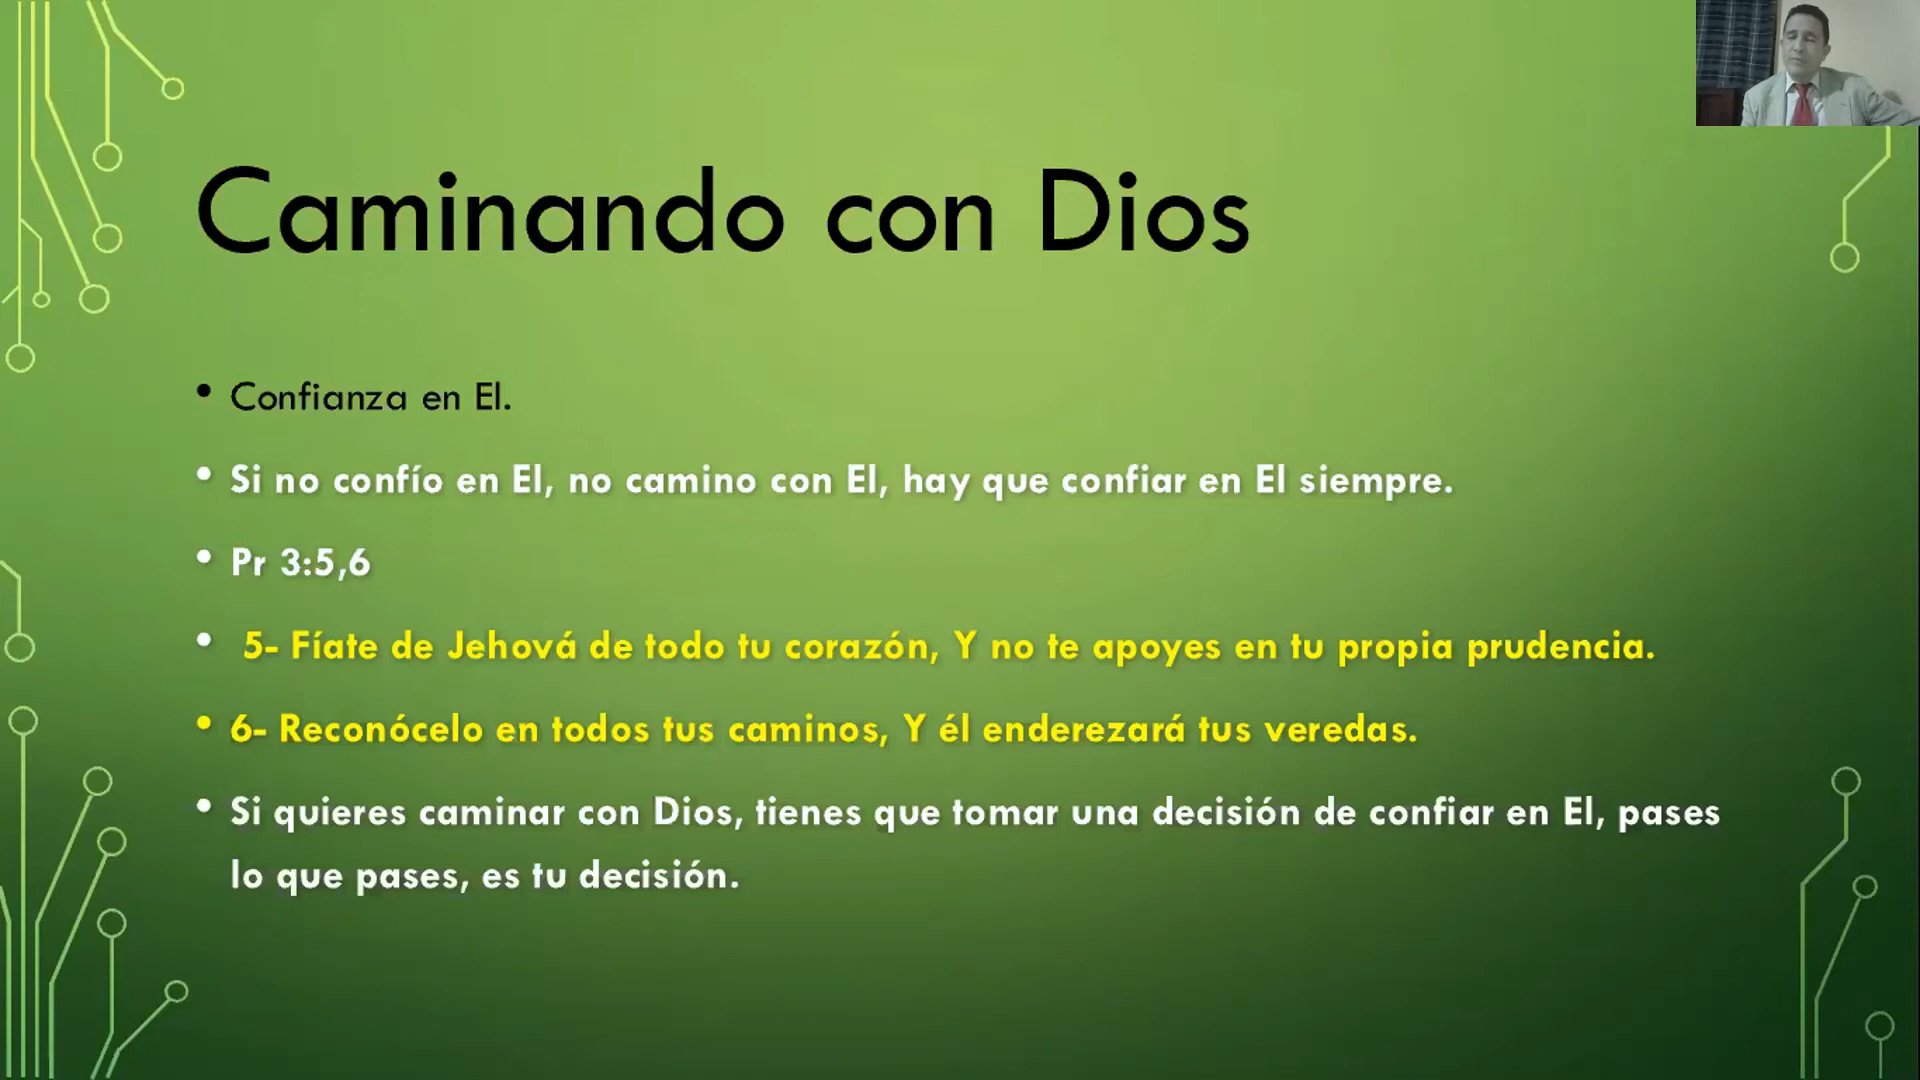 Caminando con Dios
• Confianza en El.
• Si no confío en El, no camino con El, hay que confiar en El siempre.
• Pr 3:5,6
• 5- Fíate de Jehová de todo tu corazón, Y no te apoyes en tu propia prudencia.
• 6- Reconócelo en todos tus caminos, Y él enderezará tus veredas.
• Si quieres caminar con Dios, tienes que tomar una decisión de confiar en El, pases
lo que pases, es tu decisión.